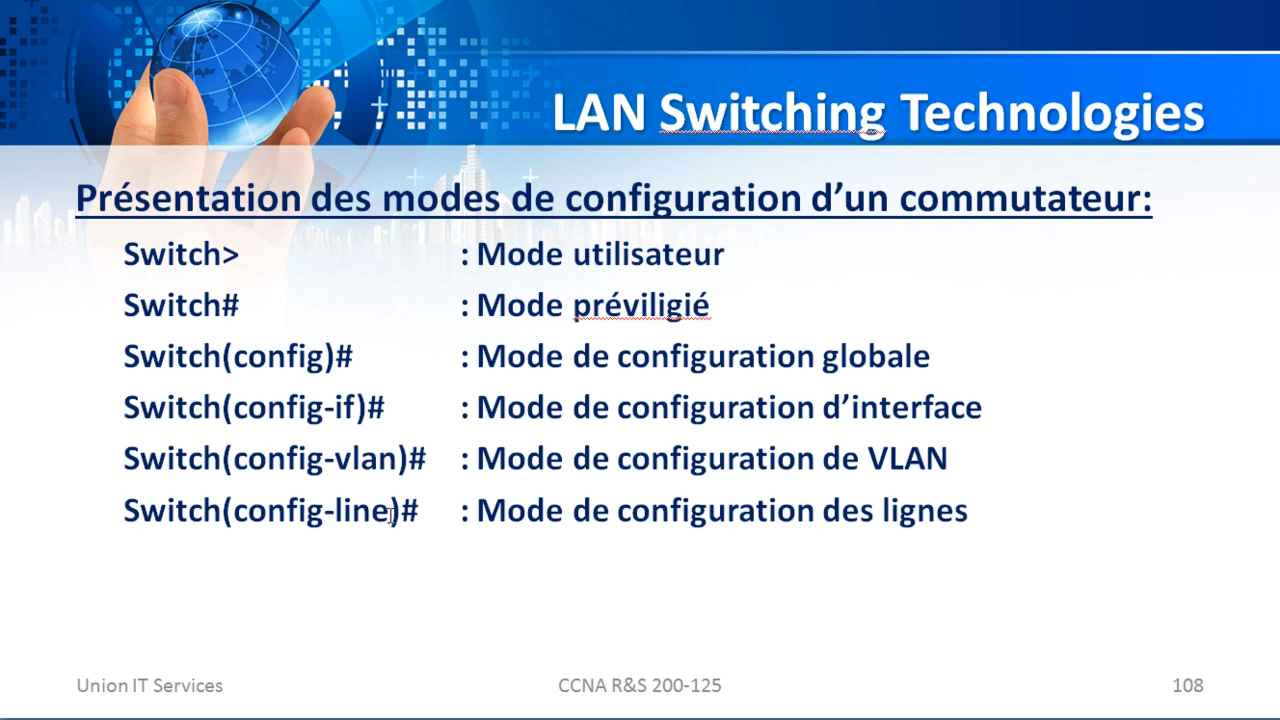 LAN Switching Technologies
Présentation des modes de configuration d’un commutateur:
Switch> : Mode utilisateur
Switch# : Mode préviligié
Switch(config)# : Mode de configuration globale
Switch(config-if)# : Mode de configuration d’interface
Switch(config-vlan)# : Mode de configuration de VLAN
Switch(config-line)# : Mode de configuration des lignes
Union IT Services CCNA R&S 200-125 108